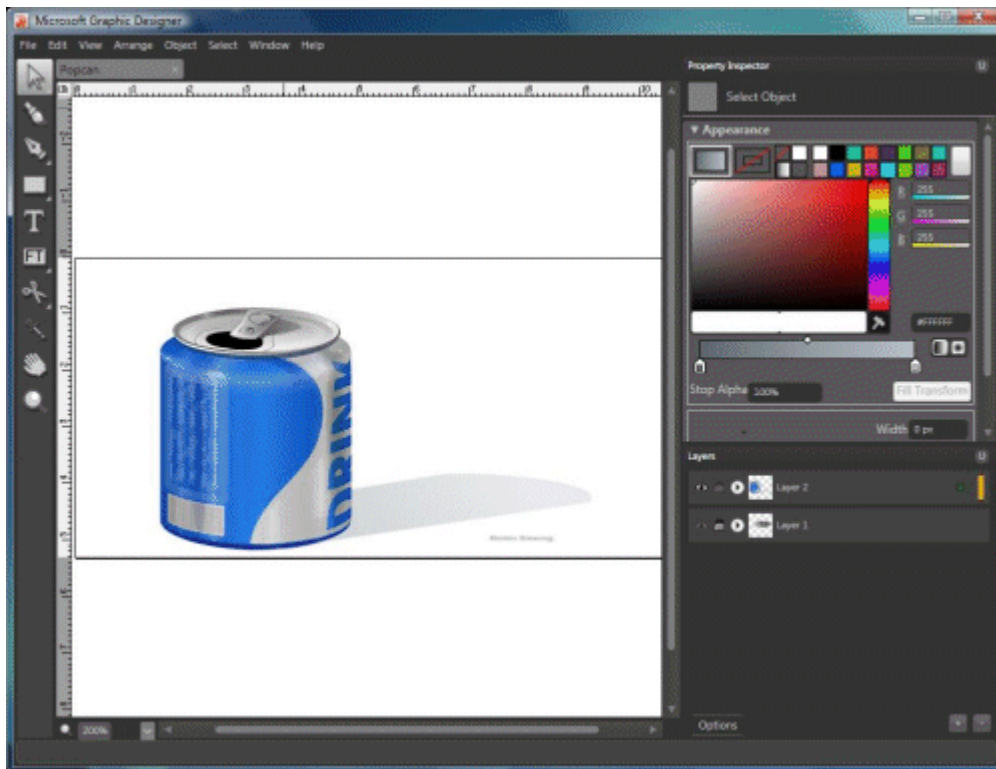 Microsoft Graphic Designer
File Edit View Arrange Object Select Window Help
Popcan
Property Inspector
Select Object
Appearance
R 255
G 255
B 255
#FFFFFF
Stop Alpha 100%
Fill Transform
Width 0 px
T
FT
DRINK
Layers
Layer 2
Layer 1
200%
Options